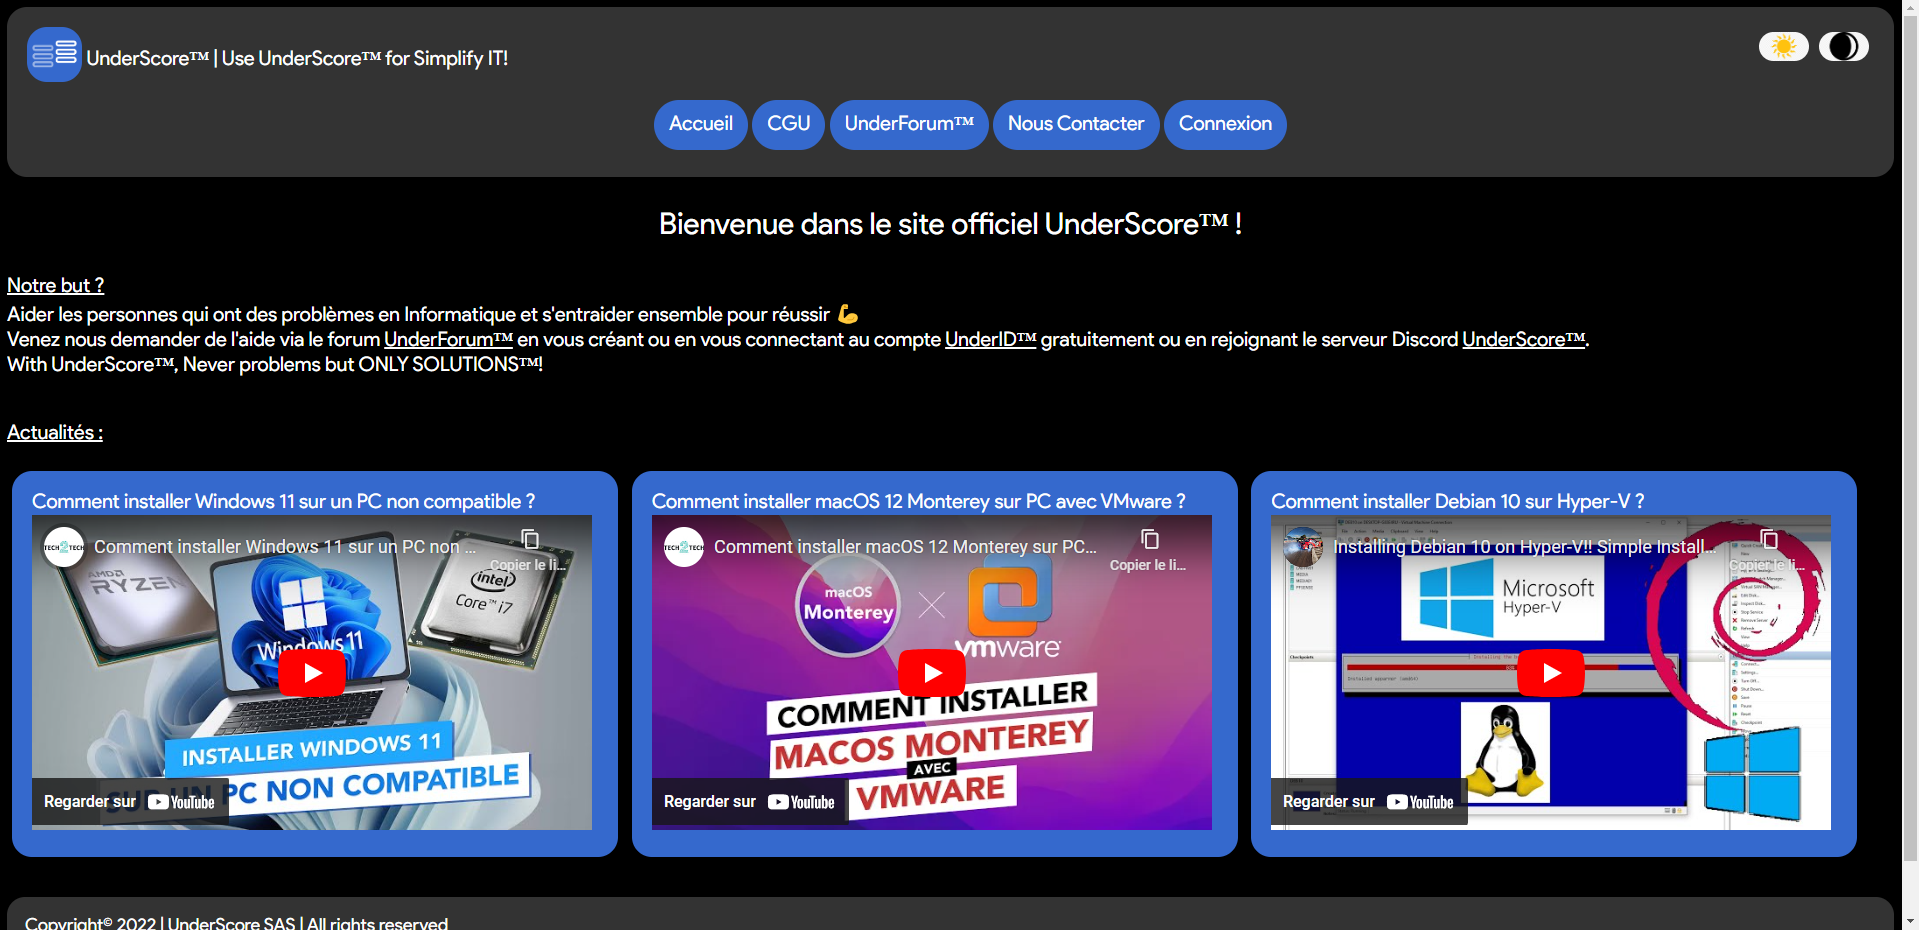 UnderScore™ | Use UnderScore™ for Simplify IT!
Accueil
CGU
UnderForum™
Nous Contacter
Connexion
Bienvenue dans le site officiel UnderScore™ !
Notre but ?
Aider les personnes qui ont des problèmes en Informatique et s'entraider ensemble pour réussir 💪
Venez nous demander de l'aide via le forum UnderForum™ en vous créant ou en vous connectant au compte UnderID™ gratuitement ou en rejoignant le serveur Discord UnderScore™.
With UnderScore™, Never problems but ONLY SOLUTIONS™!
Actualités :
Comment installer Windows 11 sur un PC non compatible ?
TECH2TECH
Comment installer Windows 11 sur un PC non ...
Copier le li...
AMD
RYZEN
intel
Core™ i7
Windows 11
INSTALLER WINDOWS 11
SUR UN PC NON COMPATIBLE
Regarder sur YouTube
Comment installer macOS 12 Monterey sur PC avec VMware ?
TECH2TECH
Comment installer macOS 12 Monterey sur PC...
Copier le li...
macOS
Monterey
vmware
COMMENT INSTALLER
MACOS MONTEREY
AVEC
VMWARE
Regarder sur YouTube
Comment installer Debian 10 sur Hyper-V ?
Installing Debian 10 on Hyper-V!! Simple Install...
Copier le li...
Microsoft
Hyper-V
Regarder sur YouTube
Copyright© 2022 | UnderScore SAS | All rights reserved